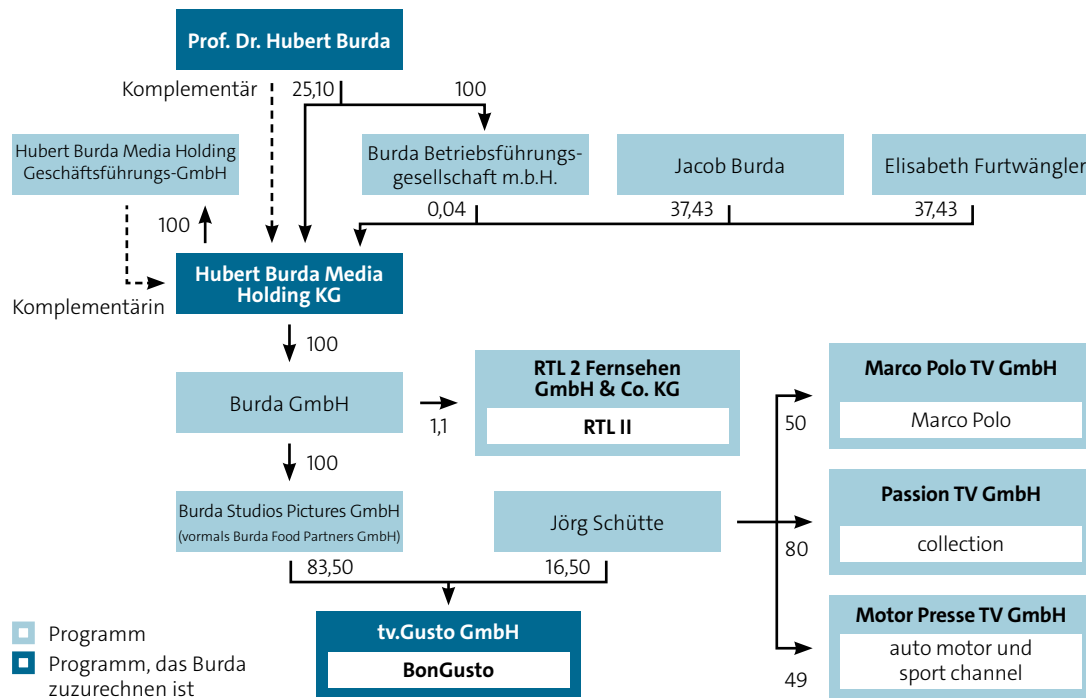 Prof. Dr. Hubert Burda
Komplementär
25,10
100
Hubert Burda Media Holding
Geschäftsführungs-GmbH
Burda Betriebsführungs-
gesellschaft m.b.H.
Jacob Burda
Elisabeth Furtwängler
100
0,04
37,43
37,43
Hubert Burda Media
Holding KG
Komplementärin
100
Burda GmbH
1,1
RTL 2 Fernsehen
GmbH & Co. KG
RTL II
Marco Polo TV GmbH
50
Marco Polo
100
Burda Studios Pictures GmbH
(vormals Burda Food Partners GmbH)
Jörg Schütte
Passion TV GmbH
80
collection
83,50
16,50
tv.Gusto GmbH
BonGusto
Motor Presse TV GmbH
49
auto motor und
sport channel
Programm
Programm, das Burda
zuzurechnen ist